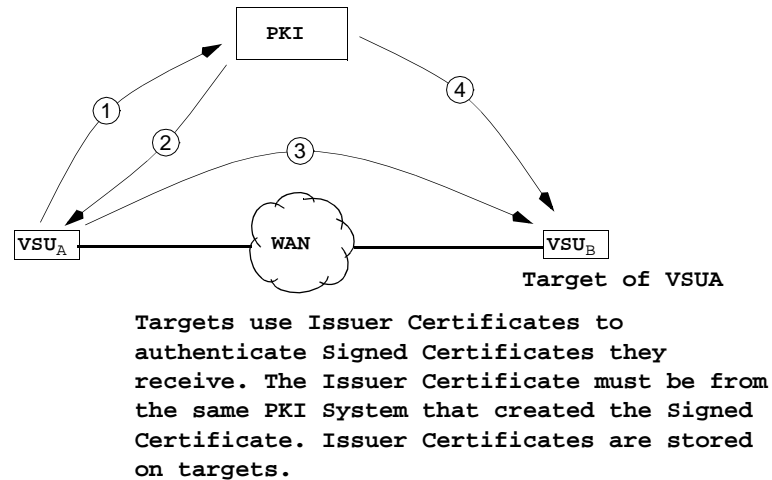 PKI
1
4
2
3
VSUA
WAN
VSUB
Target of VSUA
Targets use Issuer Certificates to
authenticate Signed Certificates they
receive. The Issuer Certificate must be from
the same PKI System that created the Signed
Certificate. Issuer Certificates are stored
on targets.